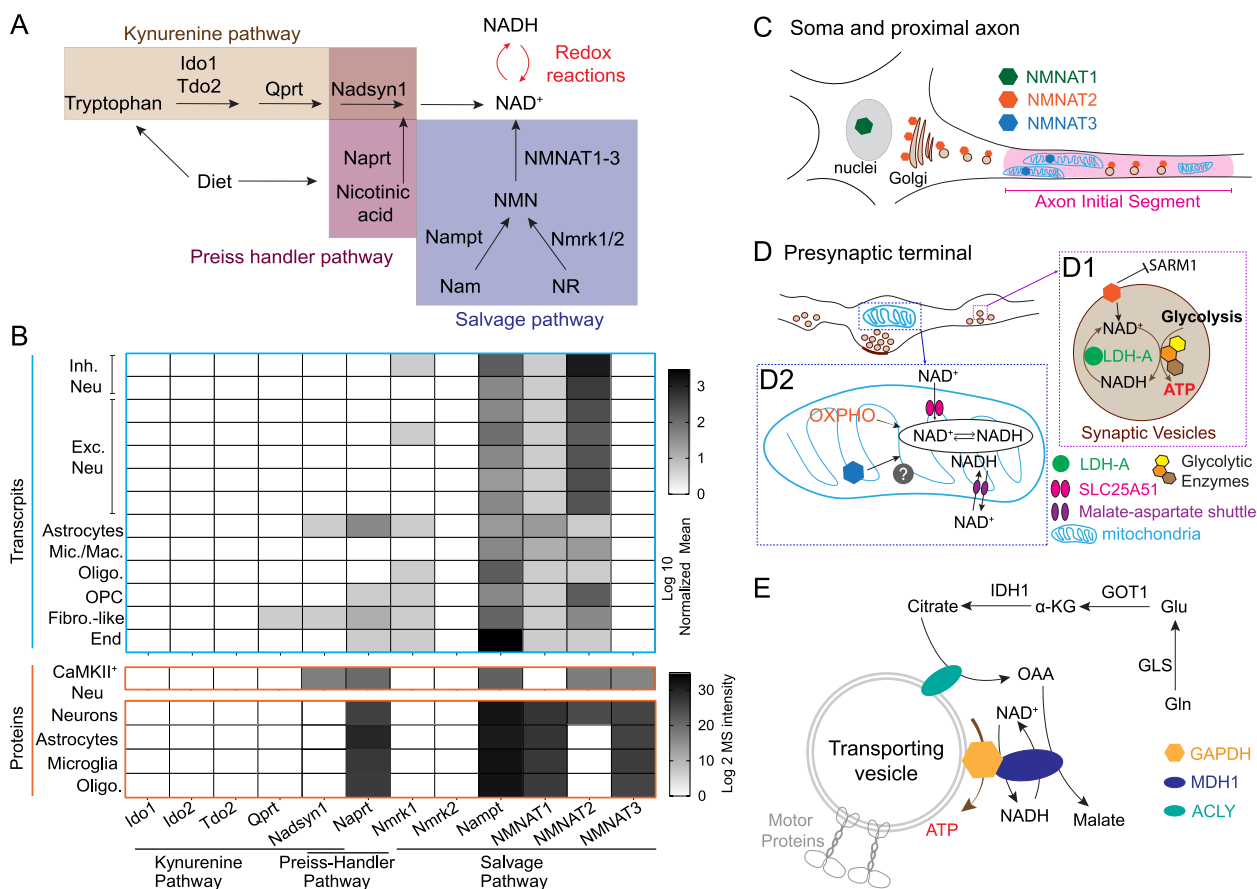 A
Kynurenine pathway
Ido1
Tdo2
Tryptophan
Qprt
Nadsyn1
NADH
Redox
reactions
NAD⁺
Diet
Naprt
Nicotinic
acid
NMNAT1-3
NMN
Nampt
Nmrk1/2
Nam
NR
Preiss handler pathway
Salvage pathway
B
Transcrpits
Inh.
Neu
Exc.
Neu
Astrocytes
Mic./Mac.
Oligo.
OPC
Fibro.-like
End
3
2
1
0
Log 10
Normalized Mean
Proteins
CaMKII⁺
Neu
Neurons
Astrocytes
Microglia
Oligo.
30
20
10
0
Log 2 MS intensity
Ido1
Ido2
Tdo2
Qprt
Nadsyn1
Naprt
Nmrk1
Nmrk2
Nampt
NMNAT1
NMNAT2
NMNAT3
Kynurenine
Pathway
Preiss-Handler
Pathway
Salvage
Pathway
C Soma and proximal axon
NMNAT1
NMNAT2
NMNAT3
nuclei
Golgi
Axon Initial Segment
D Presynaptic terminal
D1
SARM1
NAD⁺
Glycolysis
LDH-A
NADH
ATP
Synaptic Vesicles
D2
NAD⁺
OXPHO
NAD⁺ ⇌ NADH
NADH
?
NAD⁺
LDH-A
Glycolytic
Enzymes
SLC25A51
Malate-aspartate shuttle
mitochondria
E
Citrate
IDH1
α-KG
GOT1
Glu
GLS
Gln
OAA
NAD⁺
Transporting
vesicle
NADH
Malate
ATP
Motor
Proteins
GAPDH
MDH1
ACLY